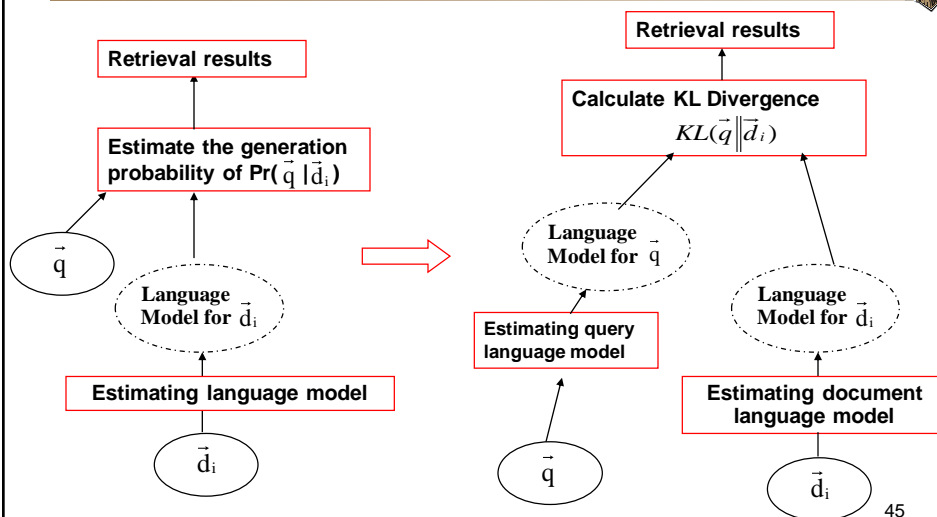 Retrieval results
Estimate the generation
probability of Pr( q⃗ | d⃗ᵢ)
q⃗
Language
Model for d⃗ᵢ
Estimating language model
d⃗ᵢ
Retrieval results
Calculate KL Divergence
KL(q⃗ ‖ d⃗ᵢ)
Language
Model for q⃗
Estimating query
language model
q⃗
Language
Model for d⃗ᵢ
Estimating document
language model
d⃗ᵢ
45